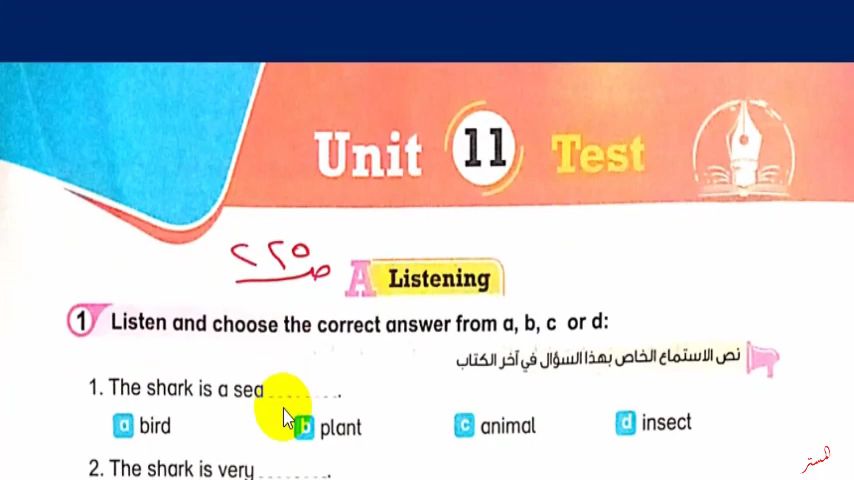 Unit 11 Test
٢٢٥ ص
A Listening
1 Listen and choose the correct answer from a, b, c or d:
نص الاستماع الخاص بهذا السؤال في آخر الكتاب
1. The shark is a sea ..........
a bird b plant c animal d insect
2. The shark is very ..........
المستر